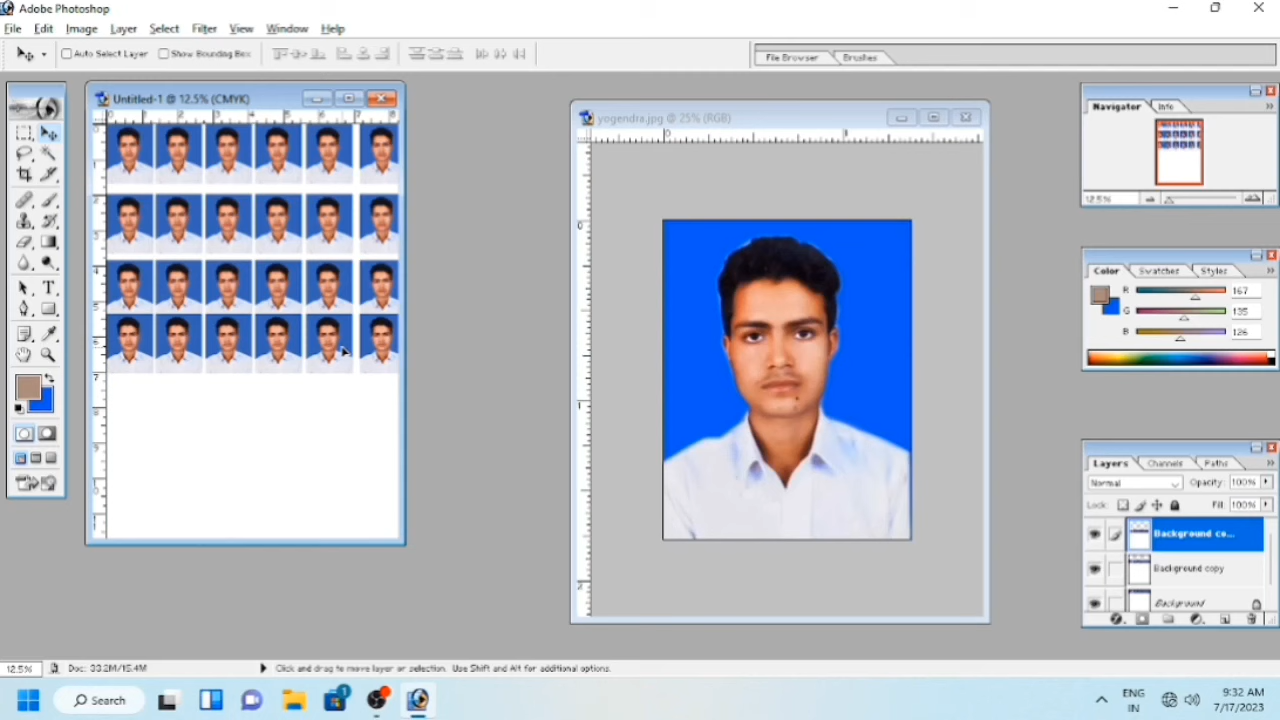 Adobe Photoshop
File Edit Image Layer Select Filter View Window Help
Auto Select Layer Show Bounding Box
File Browser Brushes
Untitled-1 @ 12.5% (CMYK)
yogendra.jpg @ 25% (RGB)
Navigator Info
12.5%
Color Swatches Styles
R 167
G 135
B 126
Layers Channels Paths
Normal Opacity: 100%
Lock: Fill: 100%
Background co...
Background copy
Background
12.5% Doc: 33.2M/15.4M Click and drag to move layer or selection. Use Shift and Alt for additional options.
Search
1
ENG
IN
9:32 AM
7/17/2023